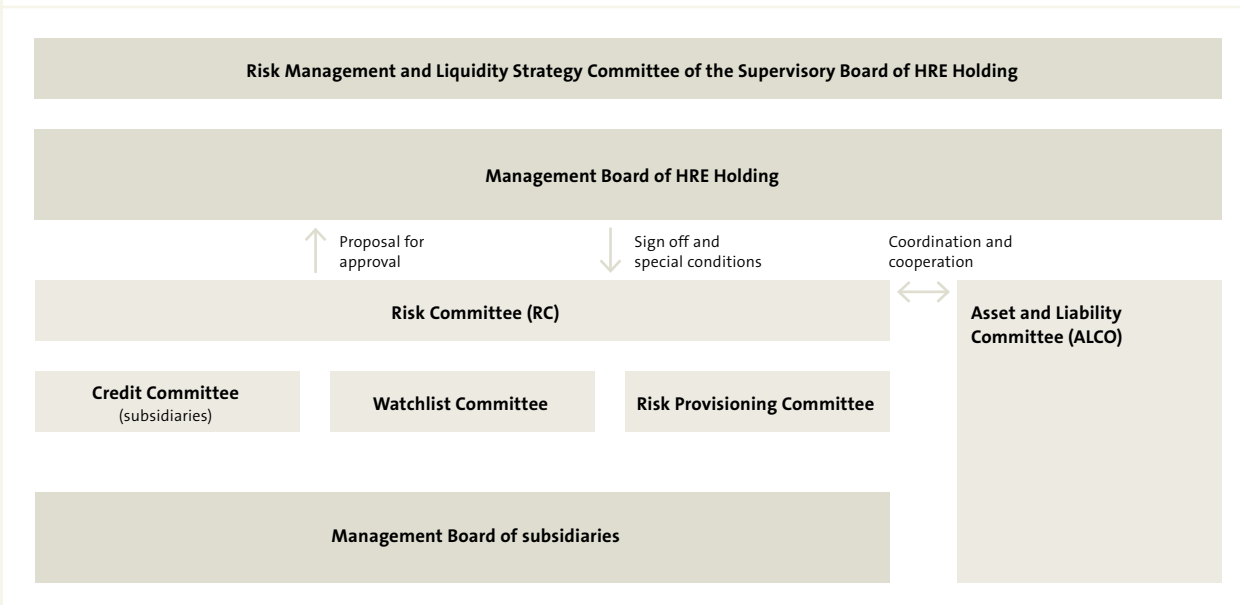 Risk Management and Liquidity Strategy Committee of the Supervisory Board of HRE Holding
Management Board of HRE Holding
Proposal for
approval
Sign off and
special conditions
Coordination and
cooperation
Risk Committee (RC)
Asset and Liability
Committee (ALCO)
Credit Committee
(subsidiaries)
Watchlist Committee
Risk Provisioning Committee
Management Board of subsidiaries